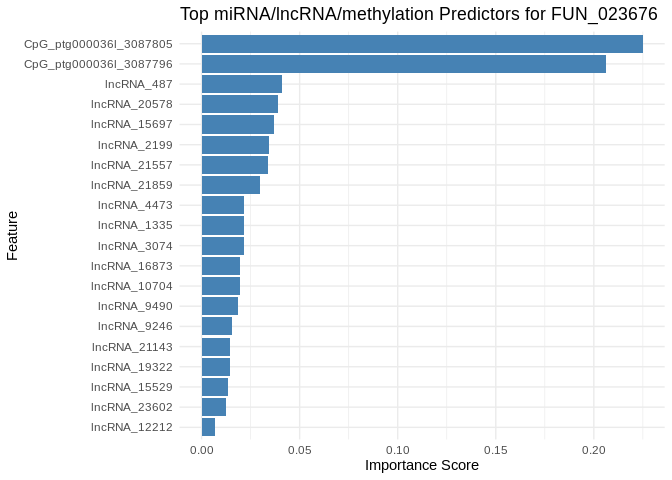 Top miRNA/lncRNA/methylation Predictors for FUN_023676
CpG_ptg000036l_3087805
CpG_ptg000036l_3087796
lncRNA_487
lncRNA_20578
lncRNA_15697
lncRNA_2199
lncRNA_21557
lncRNA_21859
lncRNA_4473
lncRNA_1335
lncRNA_3074
lncRNA_16873
lncRNA_10704
lncRNA_9490
lncRNA_9246
lncRNA_21143
lncRNA_19322
lncRNA_15529
lncRNA_23602
lncRNA_12212
Feature
0.00 0.05 0.10 0.15 0.20
Importance Score